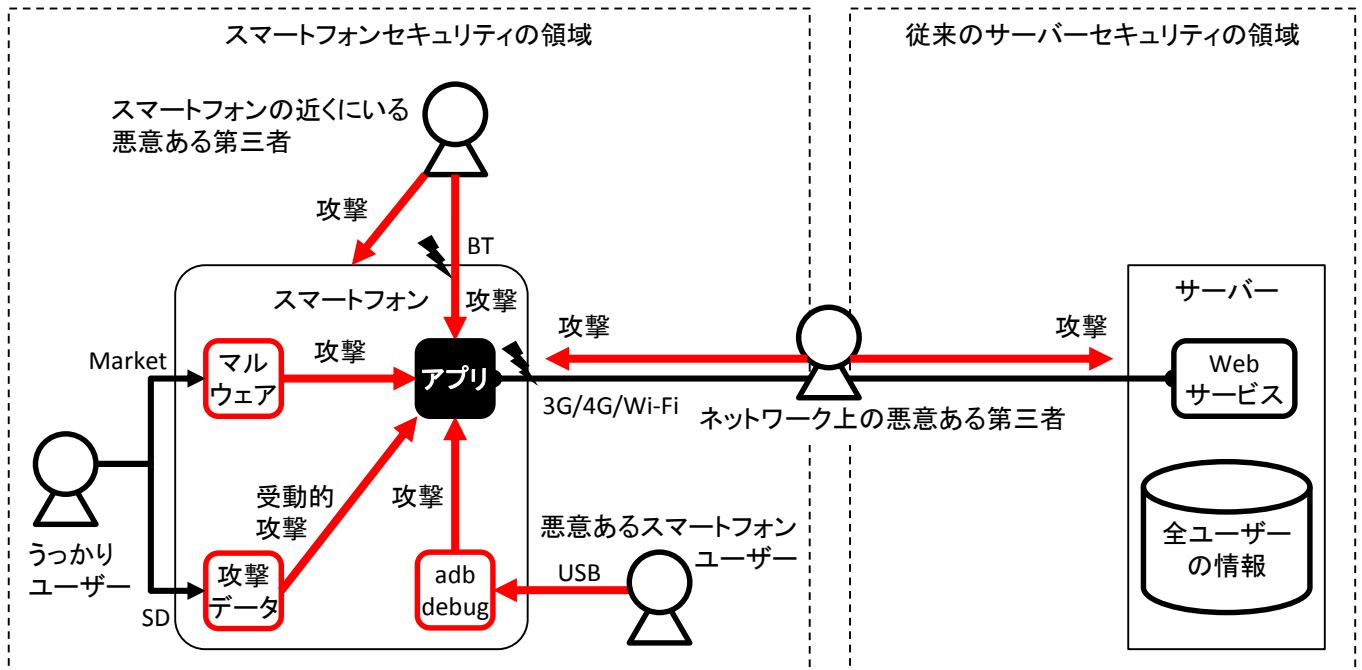 スマートフォンセキュリティの領域
従来のサーバーセキュリティの領域
スマートフォンの近くにいる
悪意ある第三者
攻撃
BT
スマートフォン
攻撃
サーバー
Market
マル
ウェア
攻撃
アプリ
攻撃
攻撃
3G/4G/Wi-Fi
ネットワーク上の悪意ある第三者
Web
サービス
うっかり
ユーザー
受動的
攻撃
攻撃
悪意あるスマートフォン
ユーザー
SD
攻撃
データ
adb
debug
USB
全ユーザー
の情報